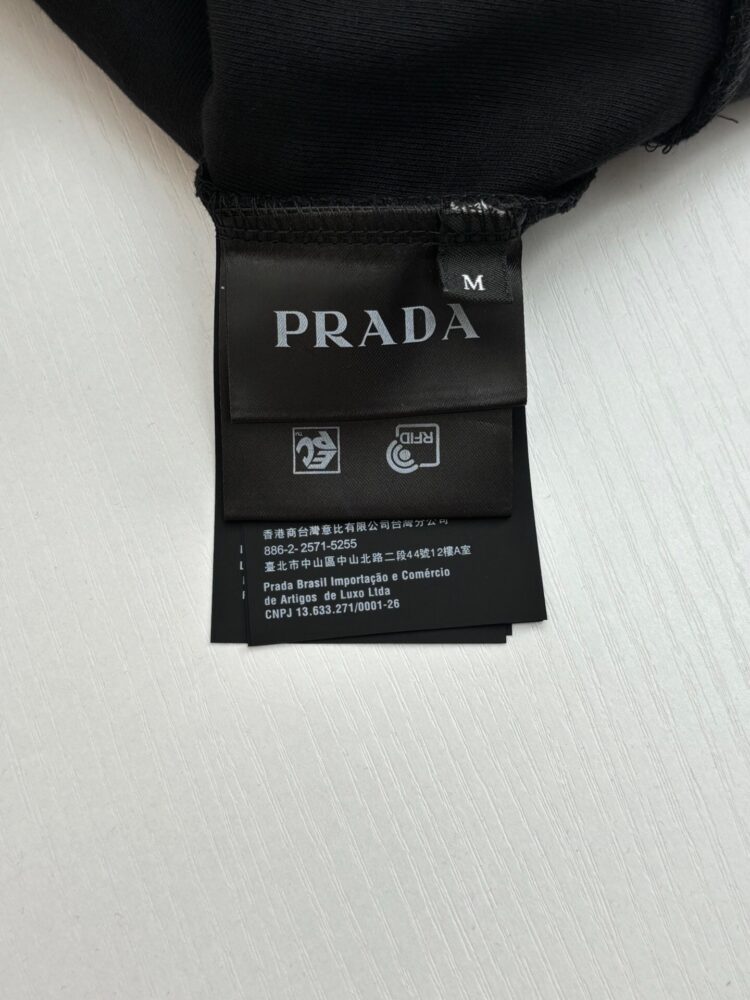 M
PRADA
EPC™
RFID
香港商台灣意比有限公司台灣分公司
886-2-2571-5255
臺北市中山區中山北路二段44號12樓A室
Prada Brasil Importação e Comércio
de Artigos de Luxo Ltda
CNPJ 13.633.271/0001-26